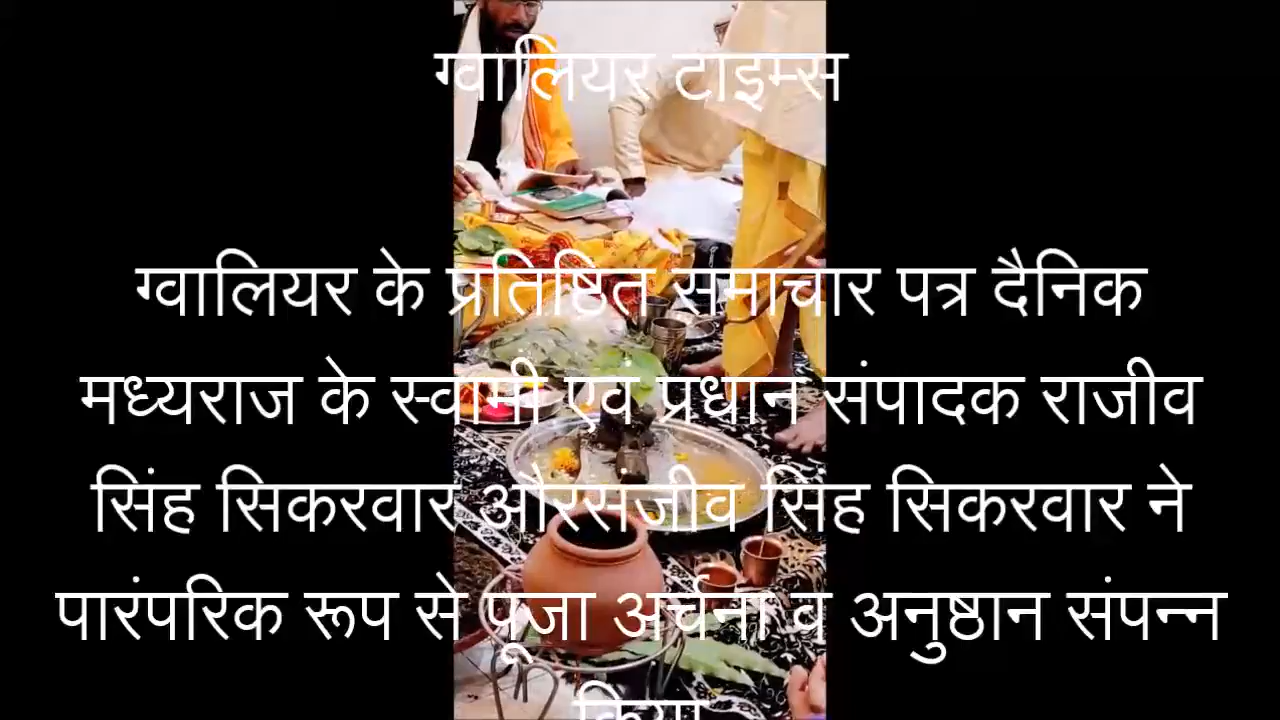 ग्वालियर टाइम्स
ग्वालियर के प्रतिष्ठित समाचार पत्र दैनिक
मध्यराज के स्वामी एवं प्रधान संपादक राजीव
सिंह सिकरवार औरसंजीव सिंह सिकरवार ने
पारंपरिक रूप से पूजा अर्चना व अनुष्ठान संपन्न
किया